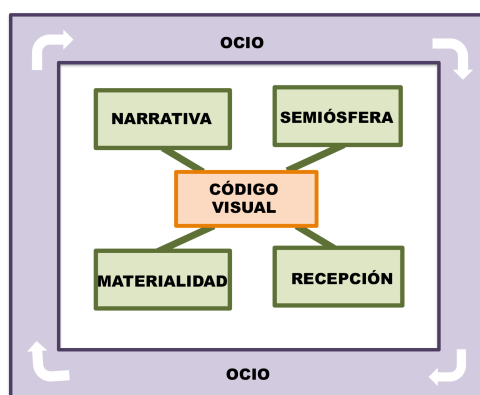 OCIO
NARRATIVA
SEMIÓSFERA
CÓDIGO
VISUAL
MATERIALIDAD
RECEPCIÓN
OCIO